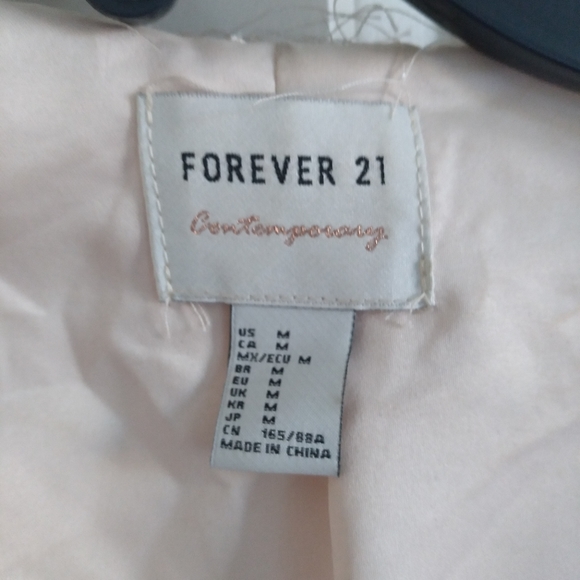 FOREVER 21
Contemporary
US M
CA M
MX/ECU M
BR M
EU M
UK M
KR M
JP M
CN 165/88A
MADE IN CHINA